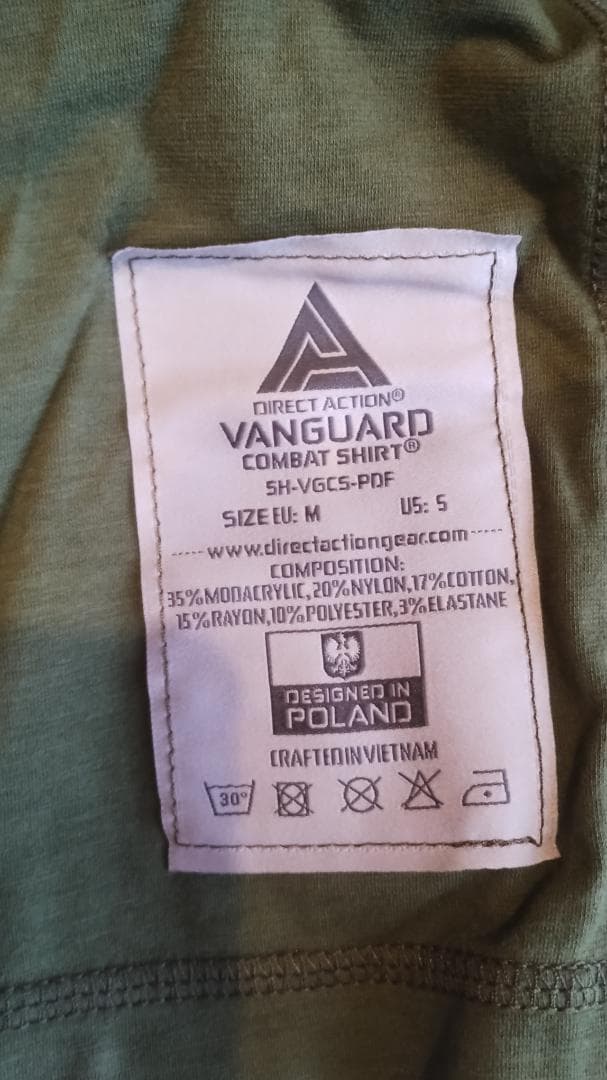 DIRECT ACTION®
VANGUARD
COMBAT SHIRT®
SH-VGCS-PDF
SIZE EU: M US: S
www.directactiongear.com
COMPOSITION:
35%MODACRYLIC,20%NYLON,17%COTTON,
15%RAYON,10%POLYESTER,3%ELASTANE
DESIGNED IN
POLAND
CRAFTED IN VIETNAM
30°